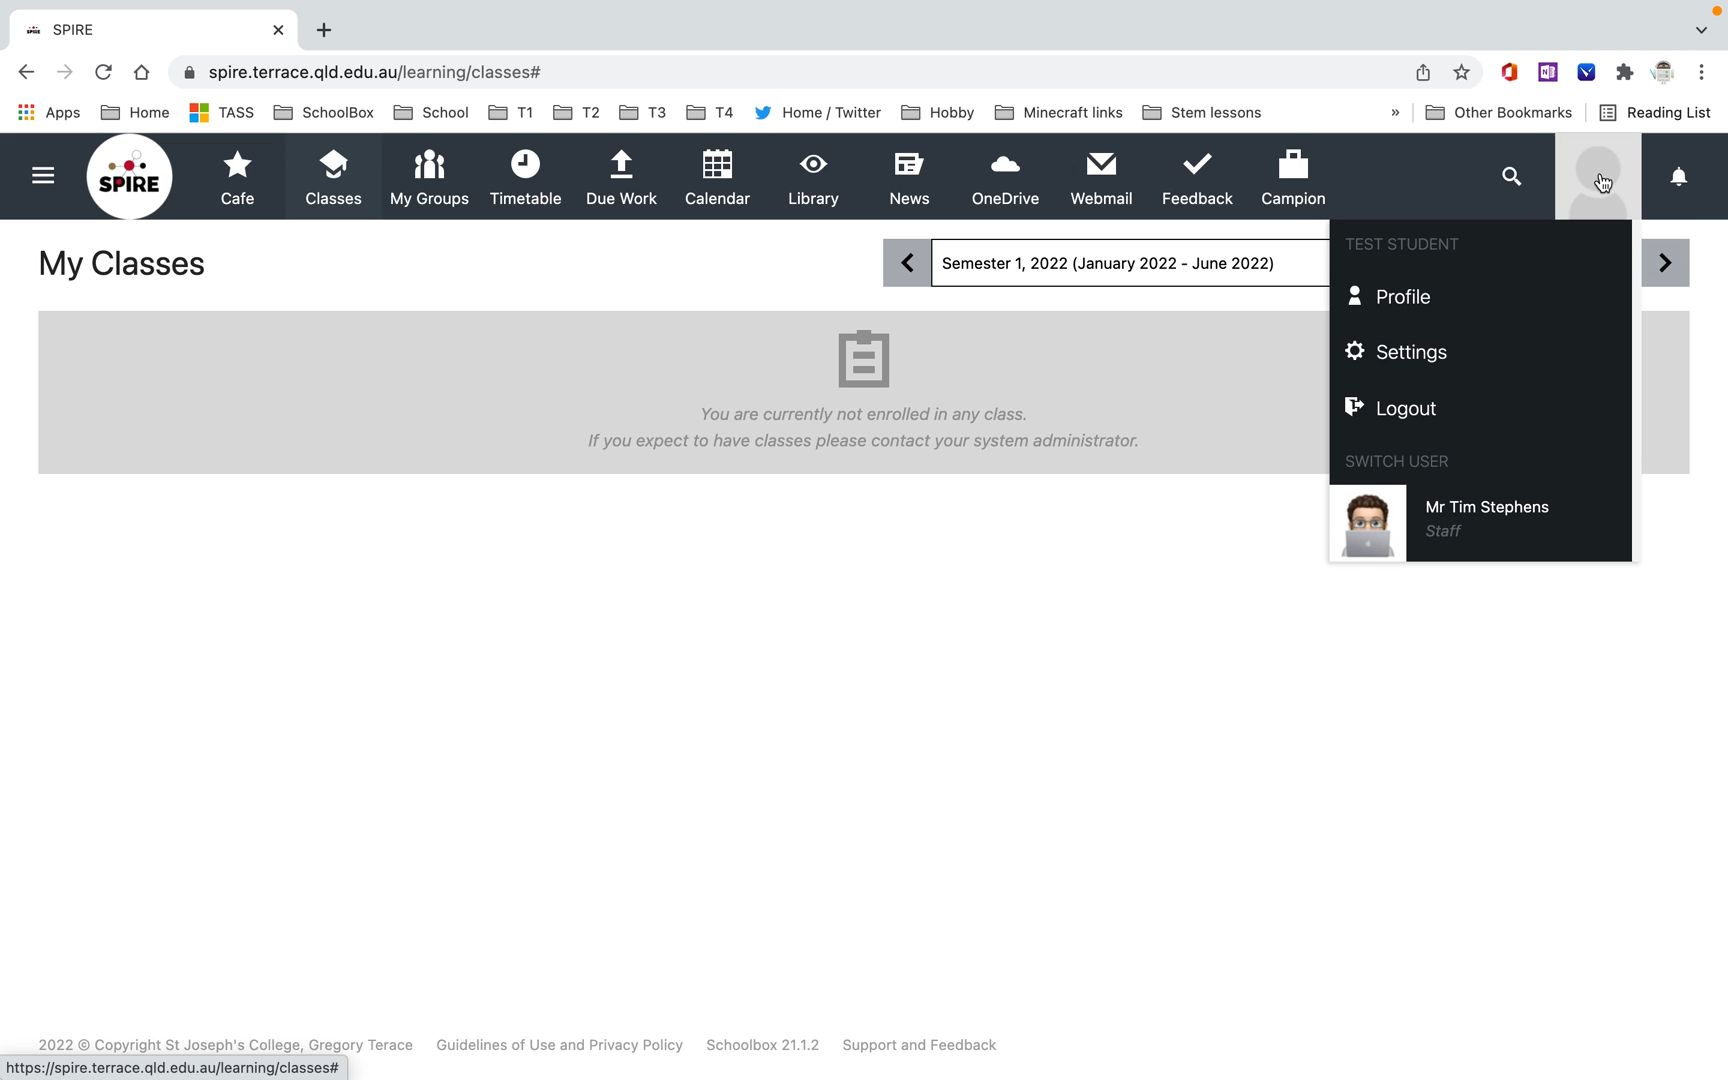 SPIRE
spire.terrace.qld.edu.au/learning/classes#
Apps Home TASS SchoolBox School T1 T2 T3 T4 Home / Twitter Hobby Minecraft links Stem lessons » Other Bookmarks Reading List
SPIRE
Cafe Classes My Groups Timetable Due Work Calendar Library News OneDrive Webmail Feedback Campion
My Classes
Semester 1, 2022 (January 2022 - June 2022)
TEST STUDENT
Profile
Settings
Logout
SWITCH USER
Mr Tim Stephens
Staff
You are currently not enrolled in any class.
If you expect to have classes please contact your system administrator.
2022 © Copyright St Joseph's College, Gregory Terace Guidelines of Use and Privacy Policy Schoolbox 21.1.2 Support and Feedback
https://spire.terrace.qld.edu.au/learning/classes#